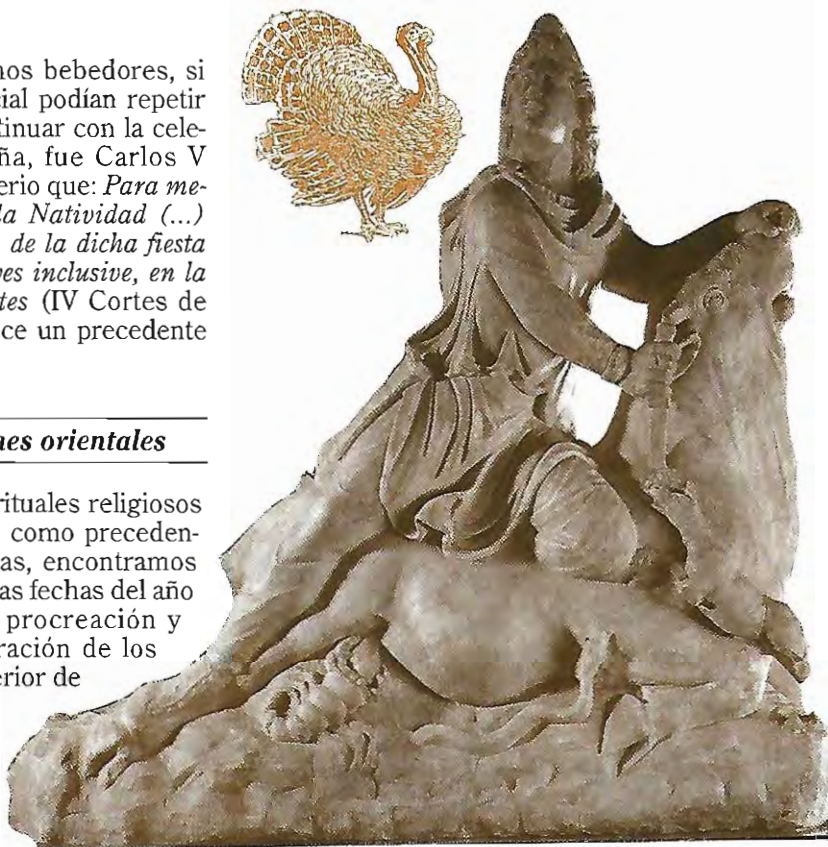 nos bebedores, si
cial podían repetir
tinuar con la cele-
ña, fue Carlos V
erio que: Para me-
la Natividad (...)
de la dicha fiesta
es inclusive, en la
tes (IV Cortes de
ce un precedente
nes orientales
rituales religiosos
como preceden-
as, encontramos
as fechas del año
procreación y
ración de los
erior de